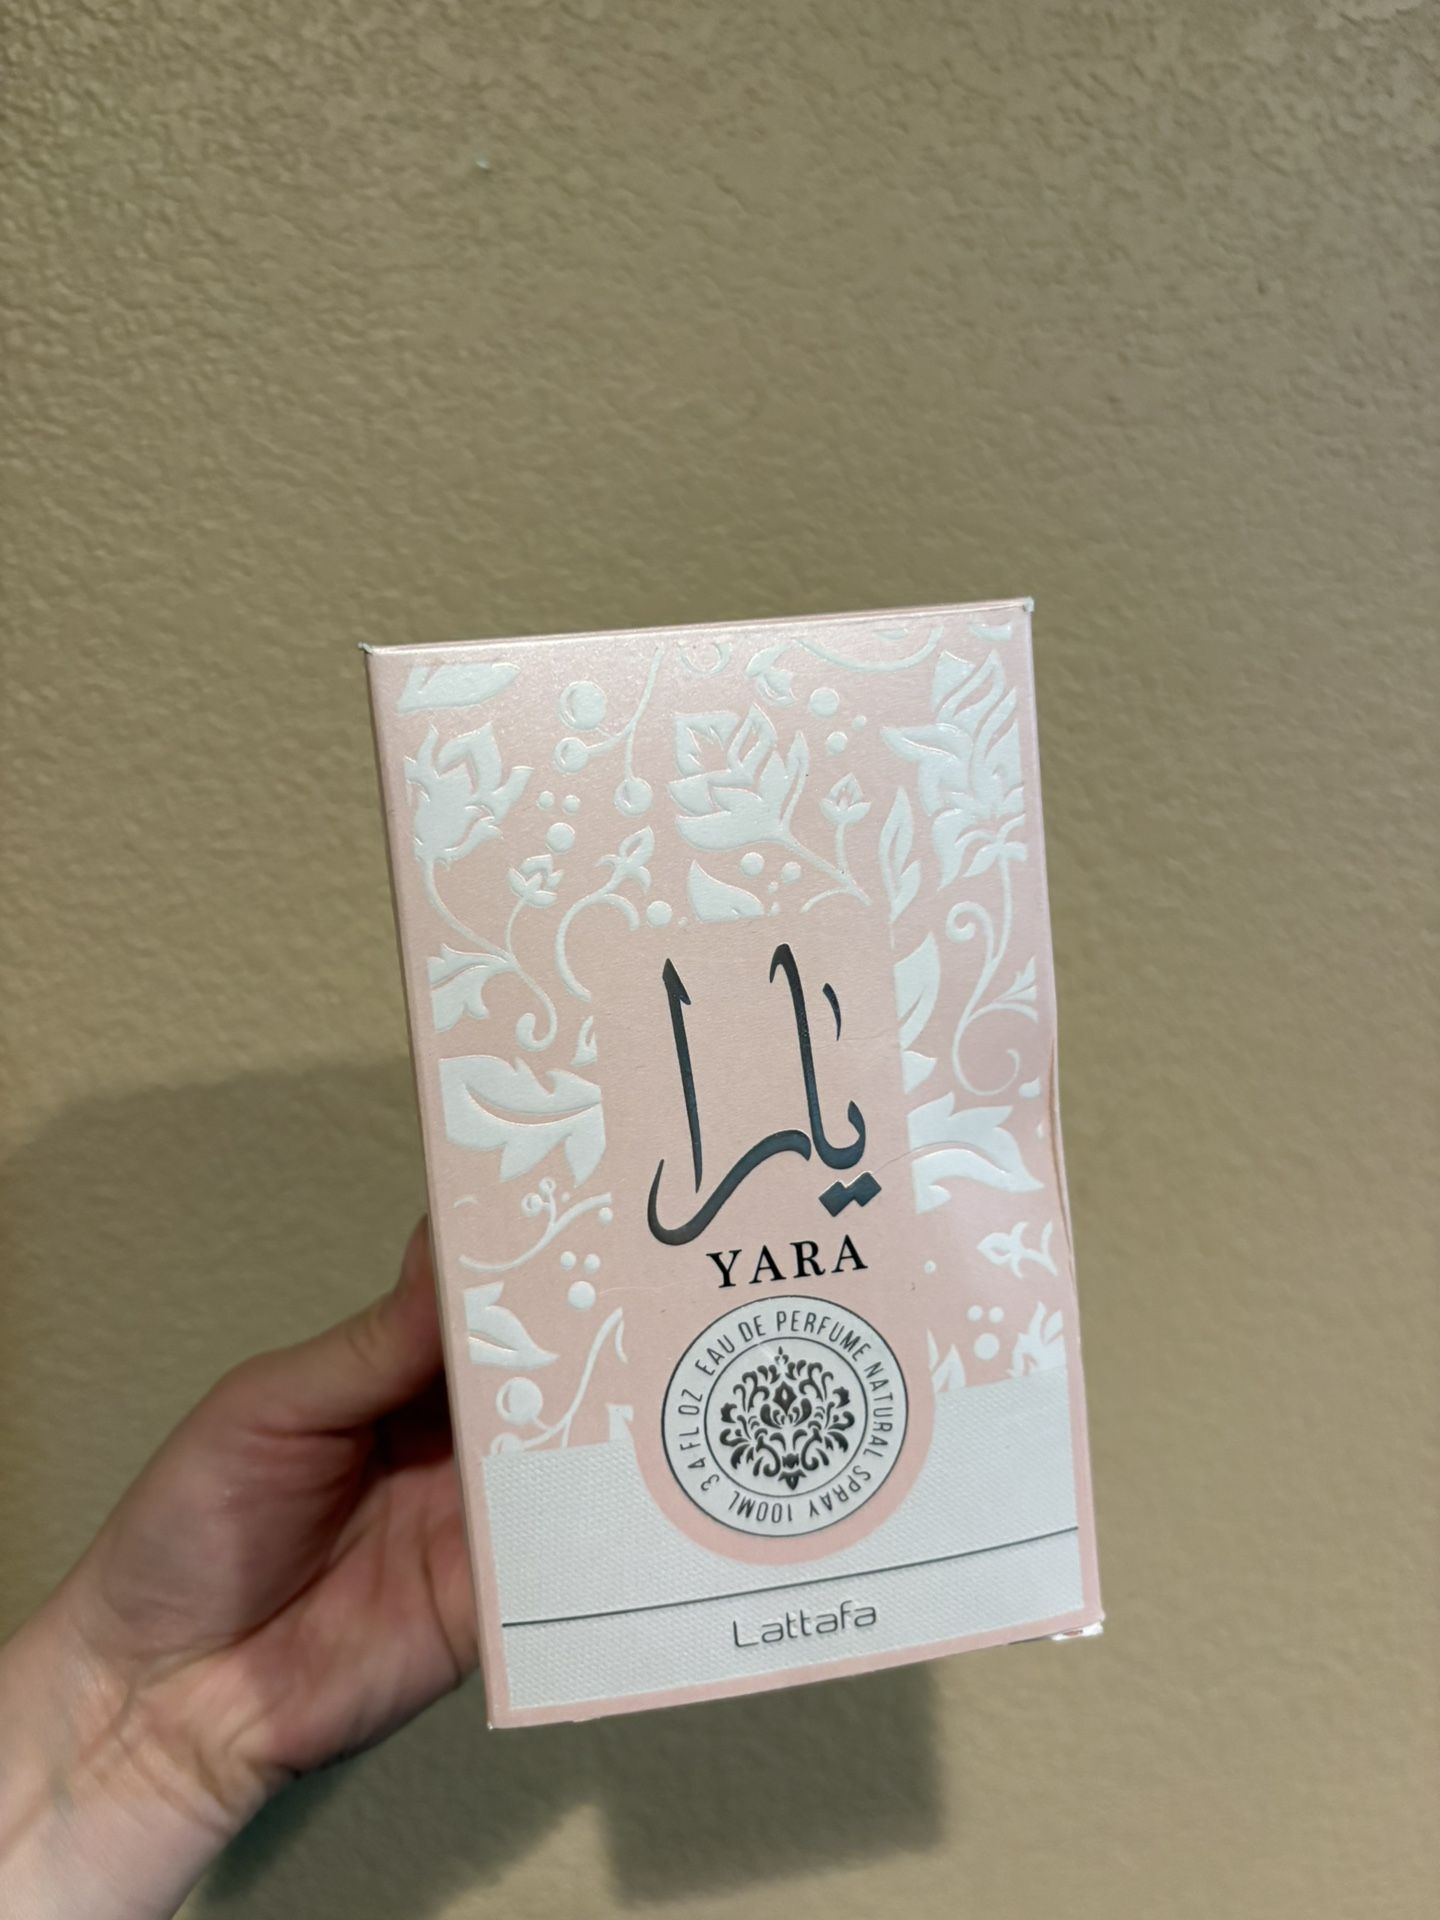 يارا
YARA
EAU DE PERFUME NATURAL SPRAY 100ML 3 4 FL OZ
Lattafa